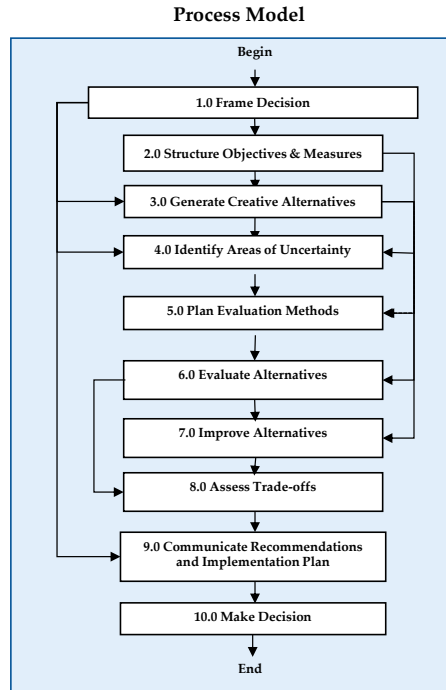 Process Model
Begin
1.0 Frame Decision
2.0 Structure Objectives & Measures
3.0 Generate Creative Alternatives
4.0 Identify Areas of Uncertainty
5.0 Plan Evaluation Methods
6.0 Evaluate Alternatives
7.0 Improve Alternatives
8.0 Assess Trade-offs
9.0 Communicate Recommendations
and Implementation Plan
10.0 Make Decision
End